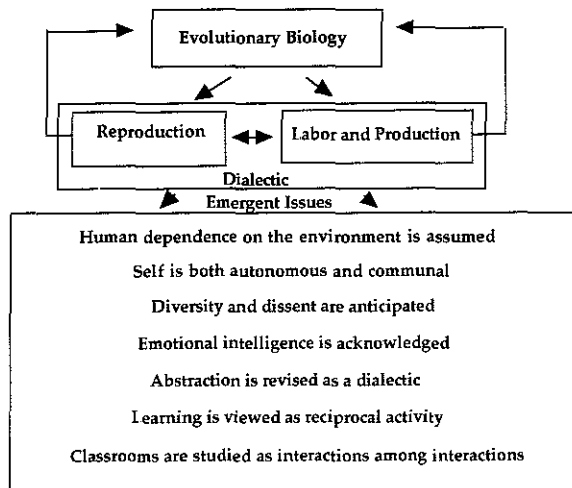 Evolutionary Biology
Reproduction
Labor and Production
Dialectic
Emergent Issues
Human dependence on the environment is assumed
Self is both autonomous and communal
Diversity and dissent are anticipated
Emotional intelligence is acknowledged
Abstraction is revised as a dialectic
Learning is viewed as reciprocal activity
Classrooms are studied as interactions among interactions